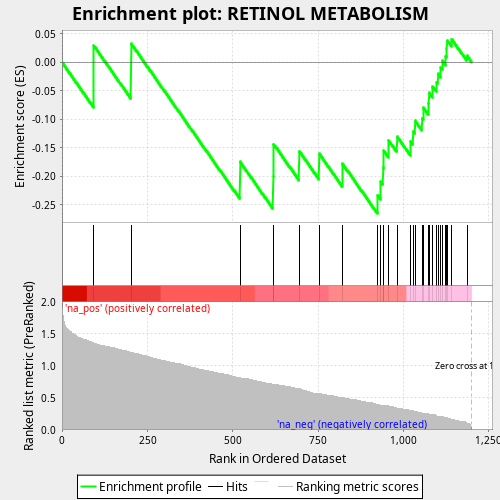 Enrichment plot: RETINOL METABOLISM
Enrichment score (ES)
0.05
0.00
-0.05
-0.10
-0.15
-0.20
-0.25
Ranked list metric (PreRanked)
2.0
1.5
1.0
0.5
0.0
'na_pos' (positively correlated)
Zero cross at 1
'na_neg' (negatively correlated)
0 250 500 750 1,000 1,250
Rank in Ordered Dataset
Enrichment profile Hits Ranking metric scores